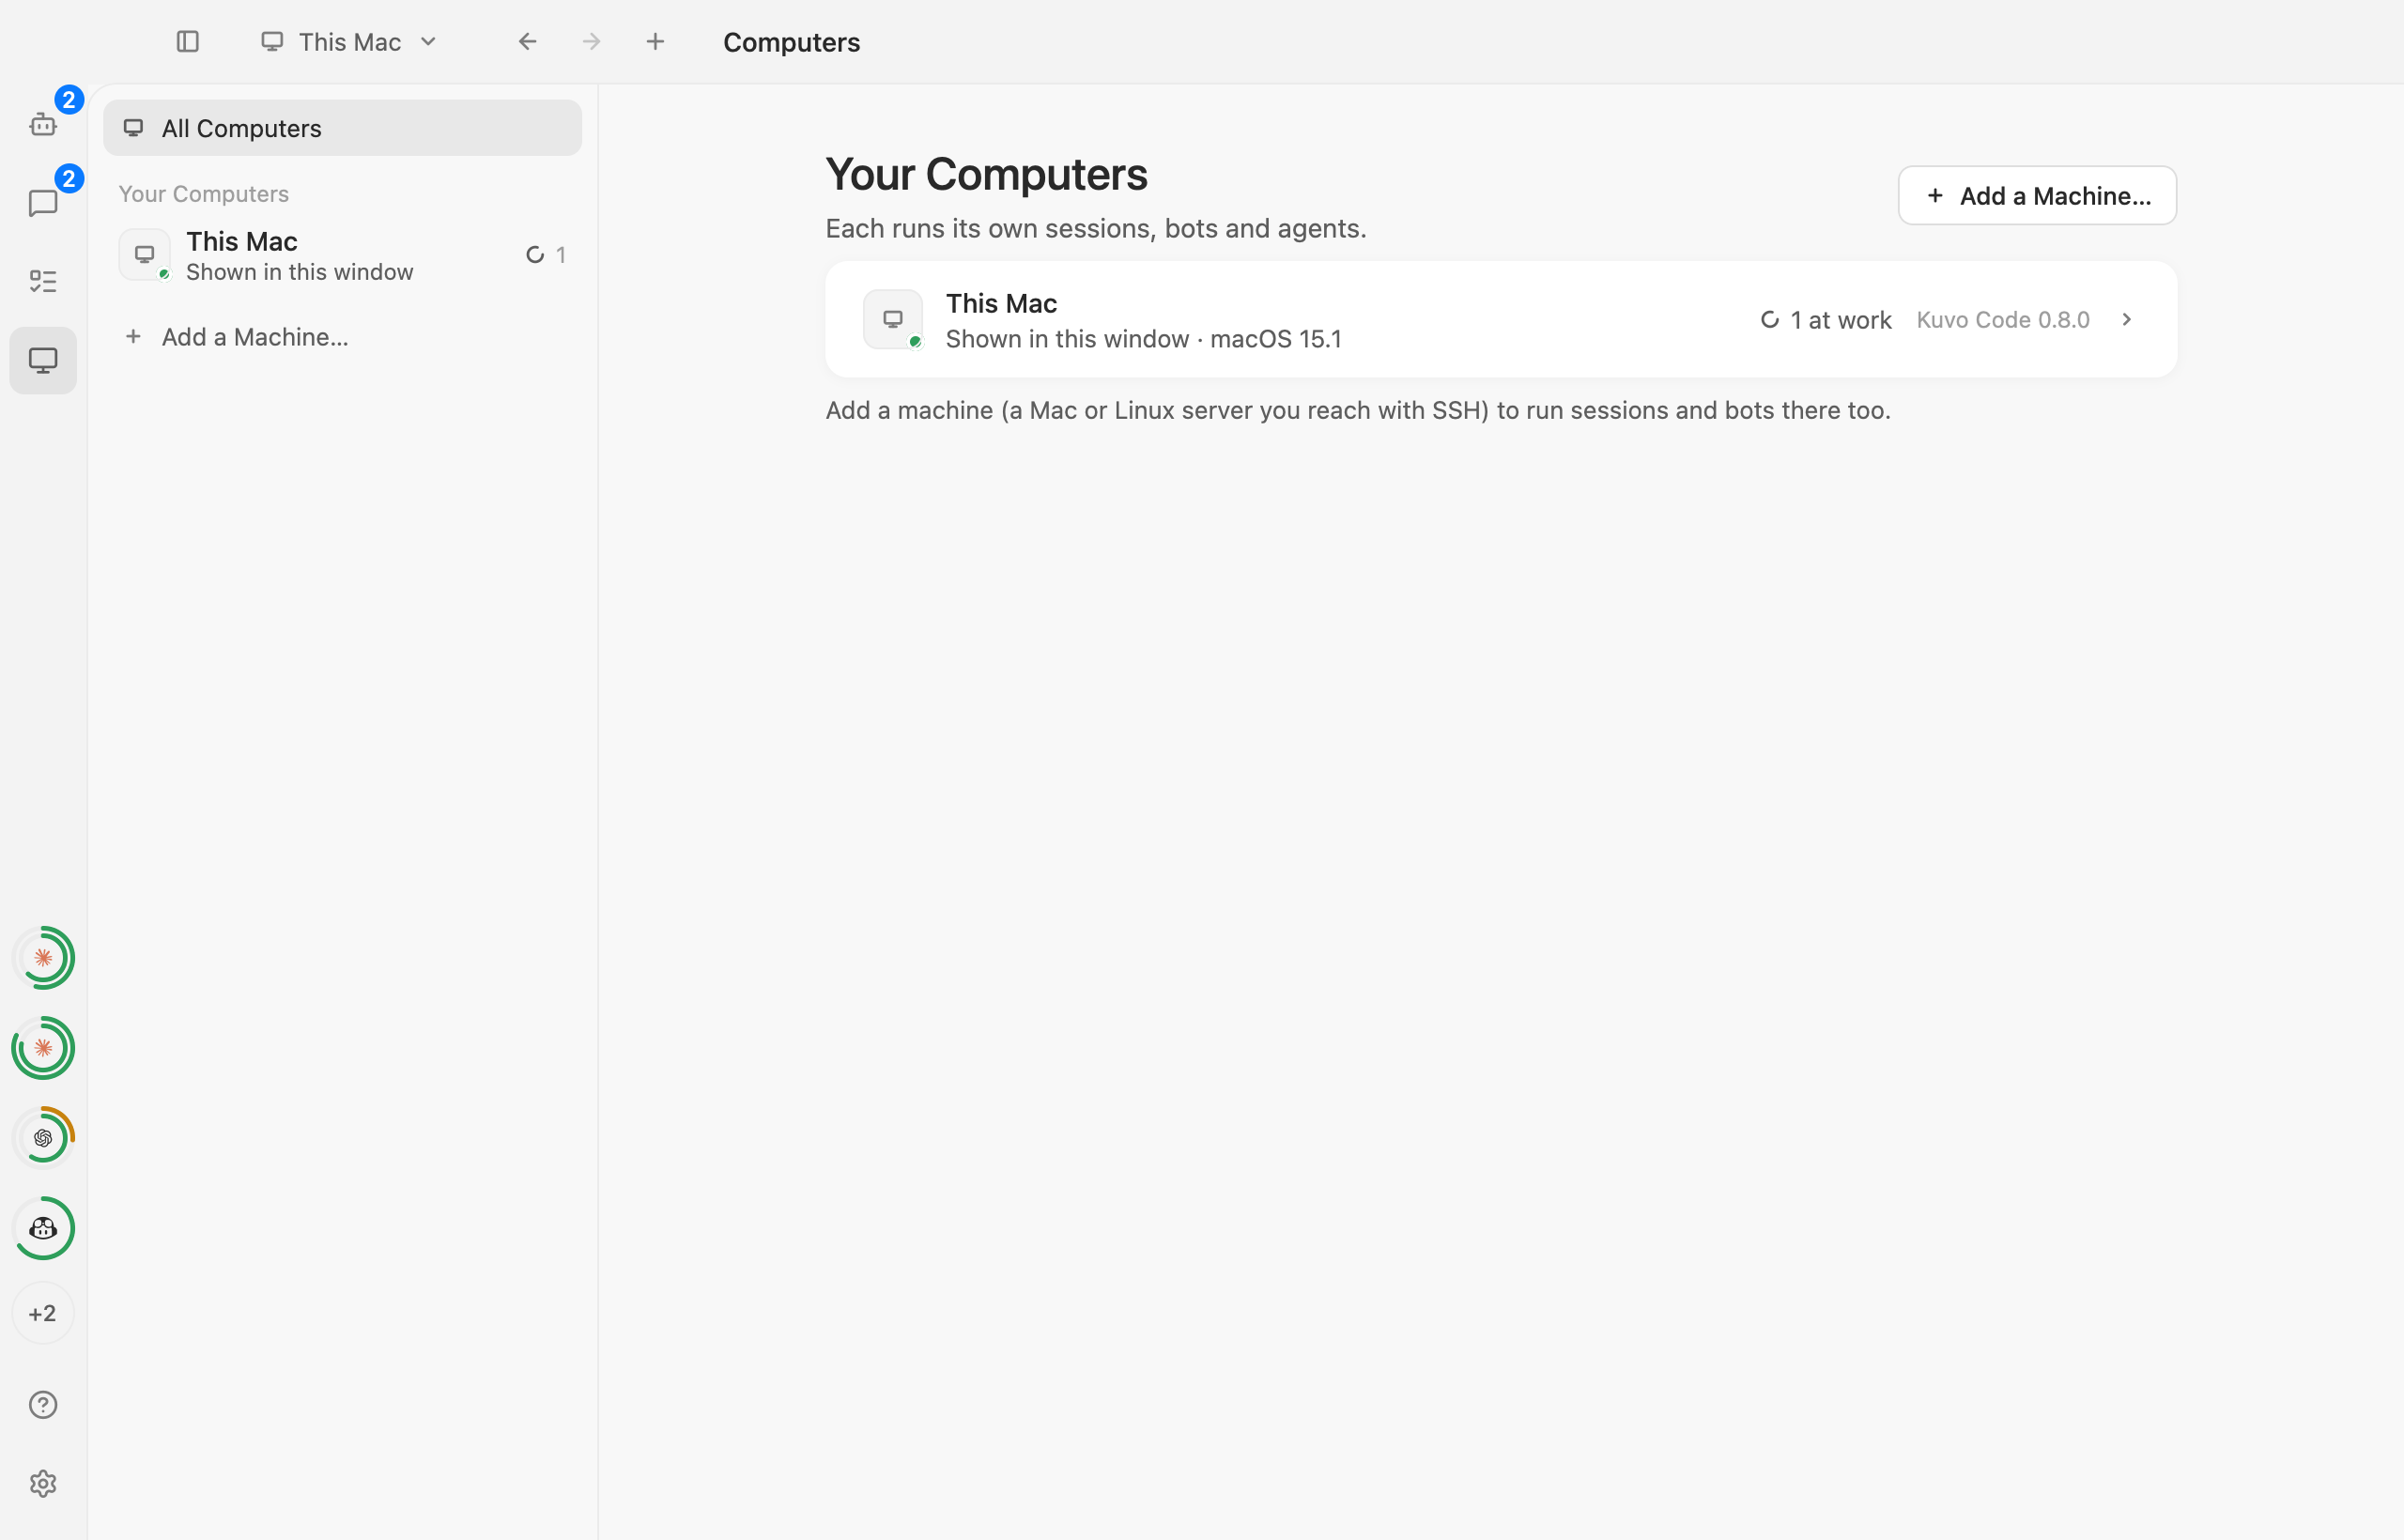 This Mac
Computers
2
2
All Computers
Your Computers
This Mac
Shown in this window
1
Add a Machine...
Your Computers
Each runs its own sessions, bots and agents.
Add a Machine...
This Mac
Shown in this window · macOS 15.1
1 at work
Kuvo Code 0.8.0
Add a machine (a Mac or Linux server you reach with SSH) to run sessions and bots there too.
+2